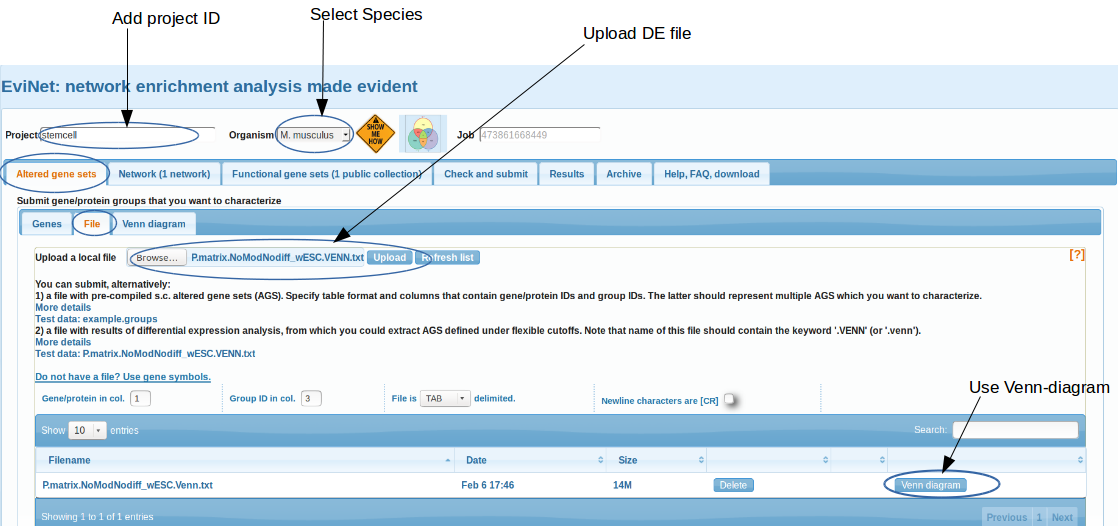 Add project ID
Select Species
Upload DE file
EviNet: network enrichment analysis made evident
Project stemcell Organism M. musculus SHOW ME HOW Job 473861668449
Altered gene sets Network (1 network) Functional gene sets (1 public collection) Check and submit Results Archive Help, FAQ, download
Submit gene/protein groups that you want to characterize
Genes File Venn diagram
Upload a local file Browse... P.matrix.NoModNodiff_wESC.VENN.txt Upload Refresh list [?]
You can submit, alternatively:
1) a file with pre-compiled s.c. altered gene sets (AGS). Specify table format and columns that contain gene/protein IDs and group IDs. The latter should represent multiple AGS which you want to characterize.
More details
Test data: example.groups
2) a file with results of differential expression analysis, from which you could extract AGS defined under flexible cutoffs. Note that name of this file should contain the keyword '.VENN' (or '.venn').
More details
Test data: P.matrix.NoModNodiff_wESC.VENN.txt
Do not have a file? Use gene symbols.
Use Venn-diagram
Gene/protein in col. 1 Group ID in col. 3 File is TAB delimited. Newline characters are [CR]
Show 10 entries Search:
Filename Date Size
P.matrix.NoModNodiff_wESC.Venn.txt Feb 6 17:46 14M Delete Venn diagram
Showing 1 to 1 of 1 entries Previous 1 Next